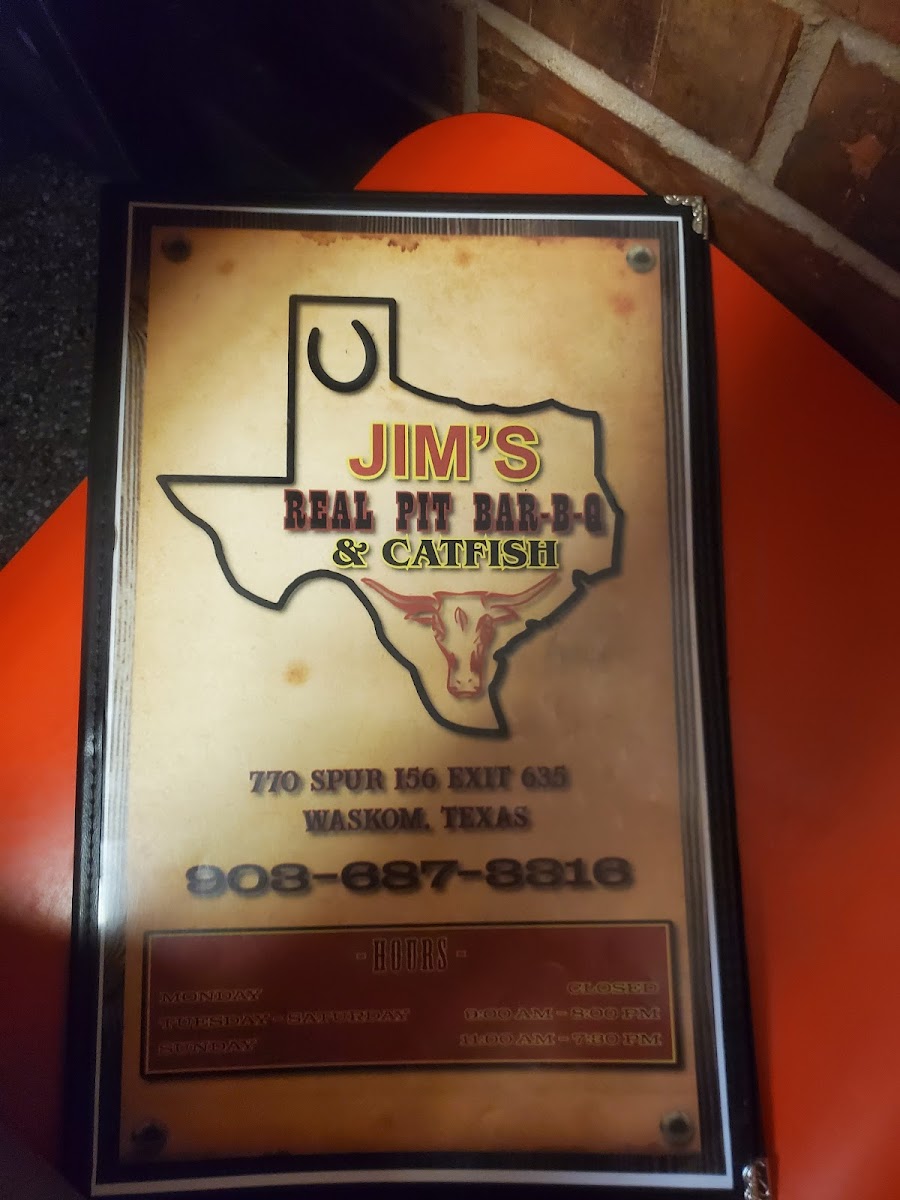 JIM'S
REAL PIT BAR-B-Q
& CATFISH
770 SPUR 156 EXIT 635
WASKOM, TEXAS
903-687-3316
- HOURS -
MONDAY CLOSED
TUESDAY - SATURDAY 9:00 AM - 8:00 PM
SUNDAY 11:00 AM - 7:30 PM